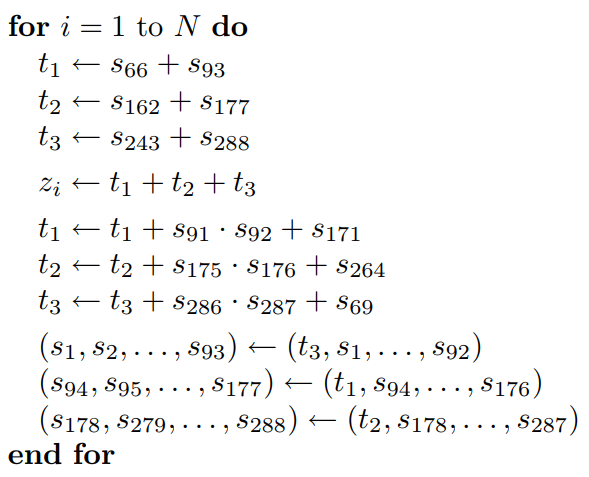 for i = 1 to N do
t₁ ← s₆₆ + s₉₃
t₂ ← s₁₆₂ + s₁₇₇
t₃ ← s₂₄₃ + s₂₈₈
zᵢ ← t₁ + t₂ + t₃
t₁ ← t₁ + s₉₁ · s₉₂ + s₁₇₁
t₂ ← t₂ + s₁₇₅ · s₁₇₆ + s₂₆₄
t₃ ← t₃ + s₂₈₆ · s₂₈₇ + s₆₉
(s₁, s₂, . . . , s₉₃) ← (t₃, s₁, . . . , s₉₂)
(s₉₄, s₉₅, . . . , s₁₇₇) ← (t₁, s₉₄, . . . , s₁₇₆)
(s₁₇₈, s₂₇₉, . . . , s₂₈₈) ← (t₂, s₁₇₈, . . . , s₂₈₇)
end for